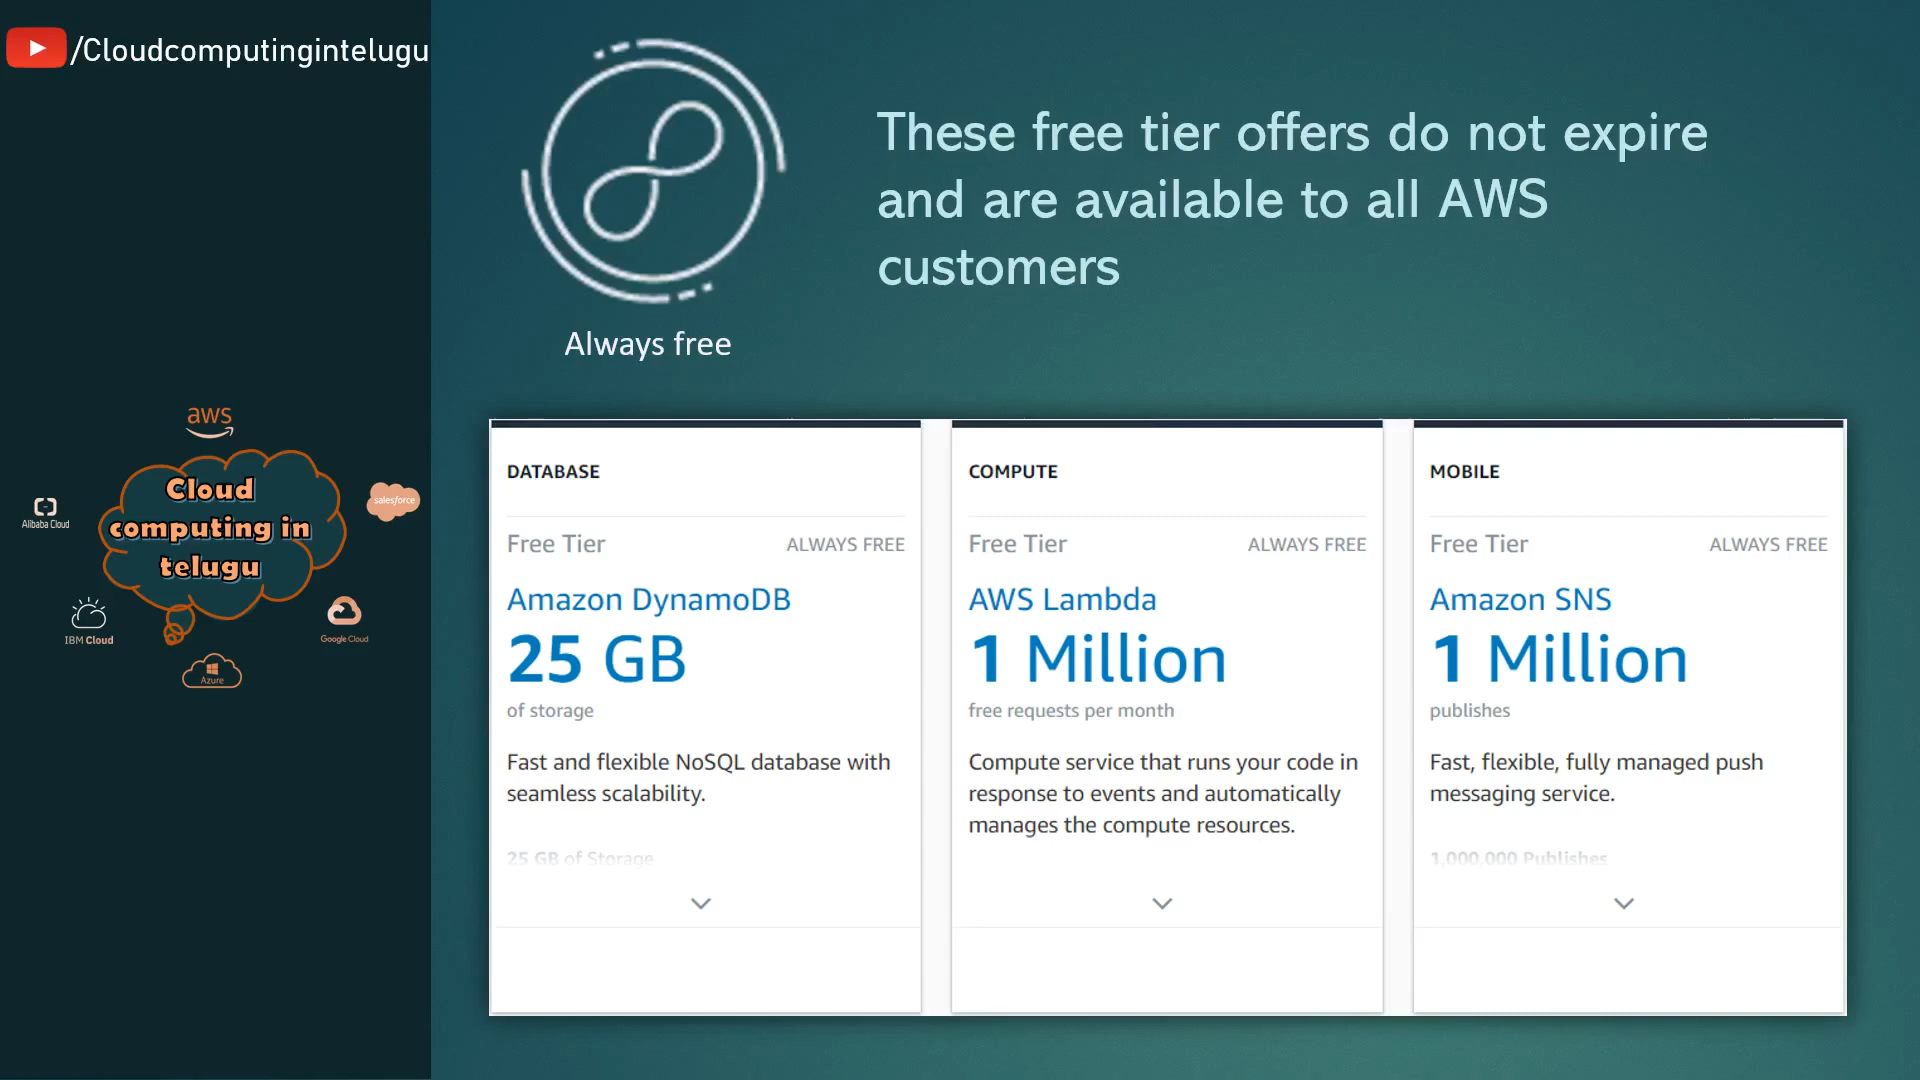 /Cloudcomputingintelugu
These free tier offers do not expire
and are available to all AWS
customers
Always free
aws
Cloud
computing in
telugu
Alibaba Cloud
salesforce
IBM Cloud
Google Cloud
Azure
DATABASE
Free Tier ALWAYS FREE
Amazon DynamoDB
25 GB
of storage
Fast and flexible NoSQL database with
seamless scalability.
25 GB of Storage
COMPUTE
Free Tier ALWAYS FREE
AWS Lambda
1 Million
free requests per month
Compute service that runs your code in
response to events and automatically
manages the compute resources.
MOBILE
Free Tier ALWAYS FREE
Amazon SNS
1 Million
publishes
Fast, flexible, fully managed push
messaging service.
1,000,000 Publishes